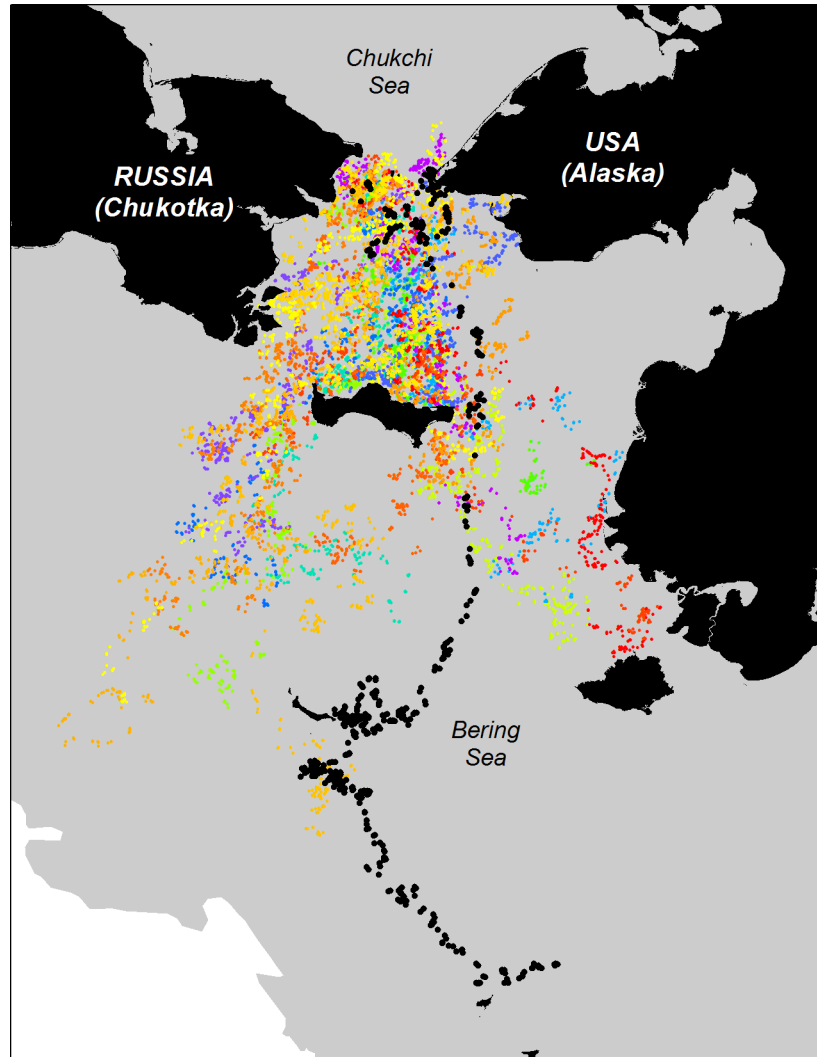 Chukchi
Sea
USA
(Alaska)
RUSSIA
(Chukotka)
Bering
Sea